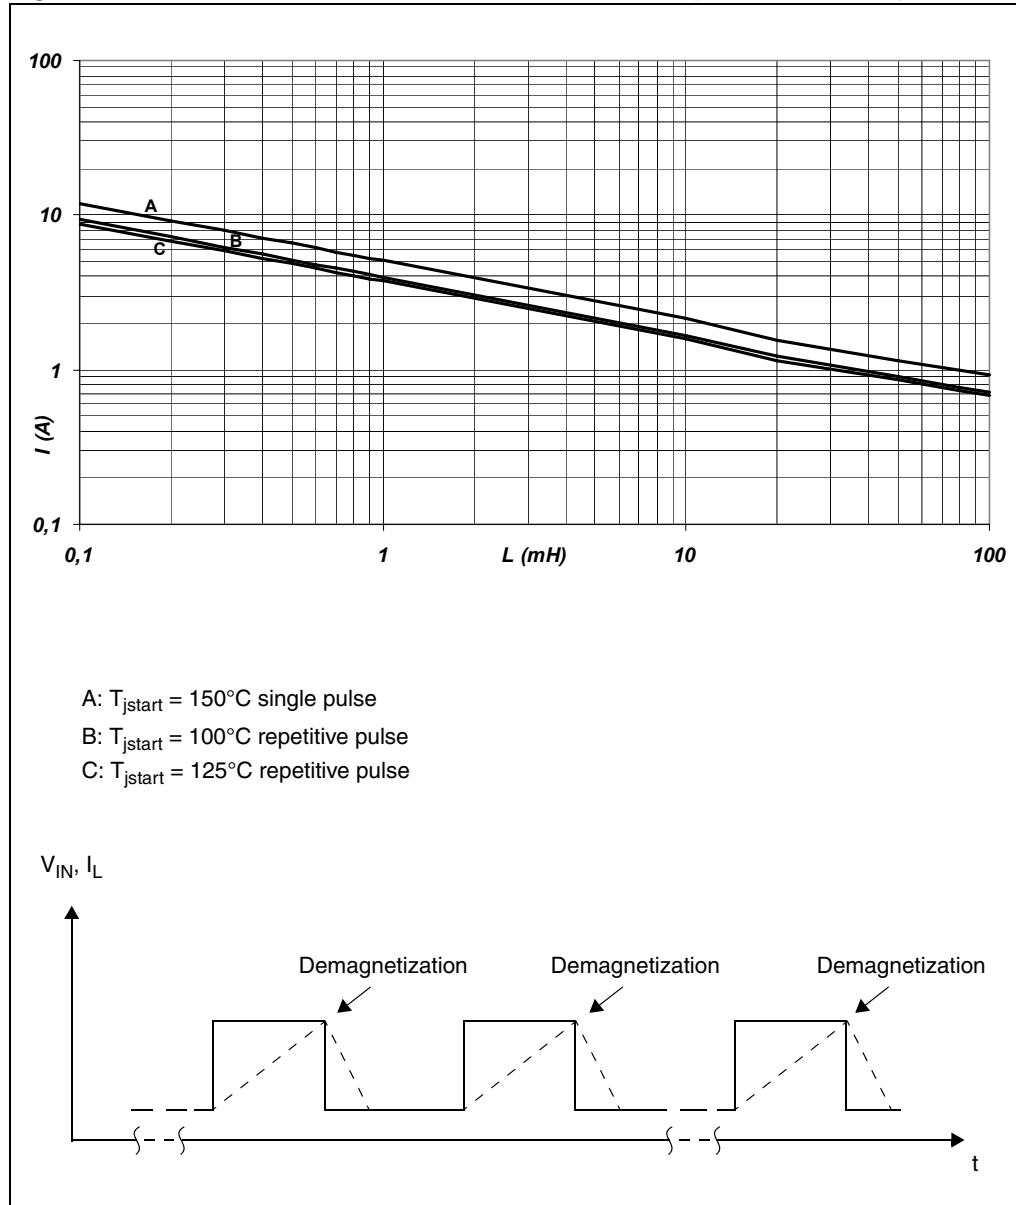 100
10
1
0,1
I (A)
A
B
C
0,1 1 L (mH) 10 100
A: Tjstart = 150°C single pulse
B: Tjstart = 100°C repetitive pulse
C: Tjstart = 125°C repetitive pulse
VIN, IL
Demagnetization Demagnetization Demagnetization
t